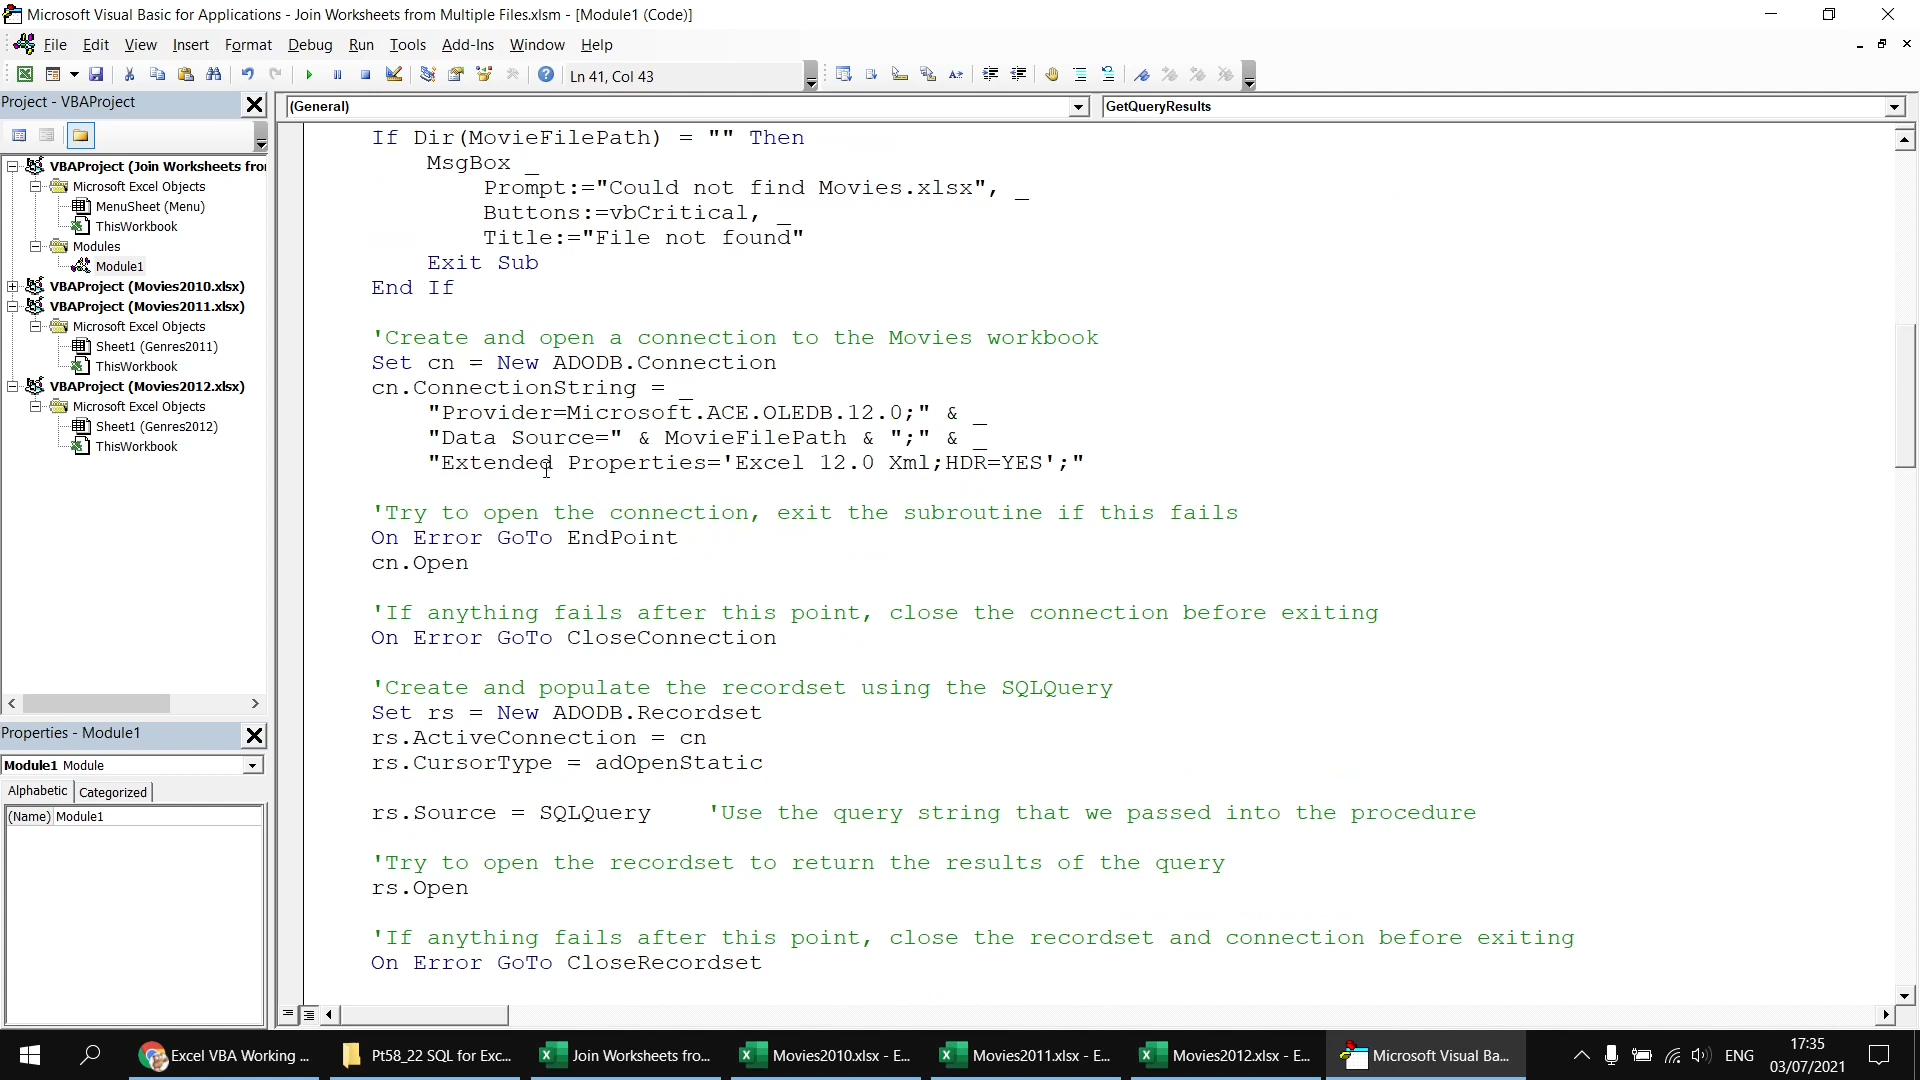 Microsoft Visual Basic for Applications - Join Worksheets from Multiple Files.xlsm - [Module1 (Code)]
File Edit View Insert Format Debug Run Tools Add-Ins Window Help
Ln 41, Col 43
Project - VBAProject
(General) GetQueryResults
VBAProject (Join Worksheets fro
Microsoft Excel Objects
MenuSheet (Menu)
ThisWorkbook
Modules
Module1
VBAProject (Movies2010.xlsx)
VBAProject (Movies2011.xlsx)
Microsoft Excel Objects
Sheet1 (Genres2011)
ThisWorkbook
VBAProject (Movies2012.xlsx)
Microsoft Excel Objects
Sheet1 (Genres2012)
ThisWorkbook
Properties - Module1
Module1 Module
Alphabetic Categorized
(Name) Module1
If Dir(MovieFilePath) = "" Then
MsgBox _
Prompt:="Could not find Movies.xlsx", _
Buttons:=vbCritical, _
Title:="File not found"
Exit Sub
End If
'Create and open a connection to the Movies workbook
Set cn = New ADODB.Connection
cn.ConnectionString = _
"Provider=Microsoft.ACE.OLEDB.12.0;" & _
"Data Source=" & MovieFilePath & ";" & _
"Extended Properties='Excel 12.0 Xml;HDR=YES';"
'Try to open the connection, exit the subroutine if this fails
On Error GoTo EndPoint
cn.Open
'If anything fails after this point, close the connection before exiting
On Error GoTo CloseConnection
'Create and populate the recordset using the SQLQuery
Set rs = New ADODB.Recordset
rs.ActiveConnection = cn
rs.CursorType = adOpenStatic
rs.Source = SQLQuery 'Use the query string that we passed into the procedure
'Try to open the recordset to return the results of the query
rs.Open
'If anything fails after this point, close the recordset and connection before exiting
On Error GoTo CloseRecordset
Excel VBA Working ... Pt58_22 SQL for Exc... Join Worksheets fro... Movies2010.xlsx - E... Movies2011.xlsx - E... Movies2012.xlsx - E... Microsoft Visual Ba... ENG
17:35
03/07/2021